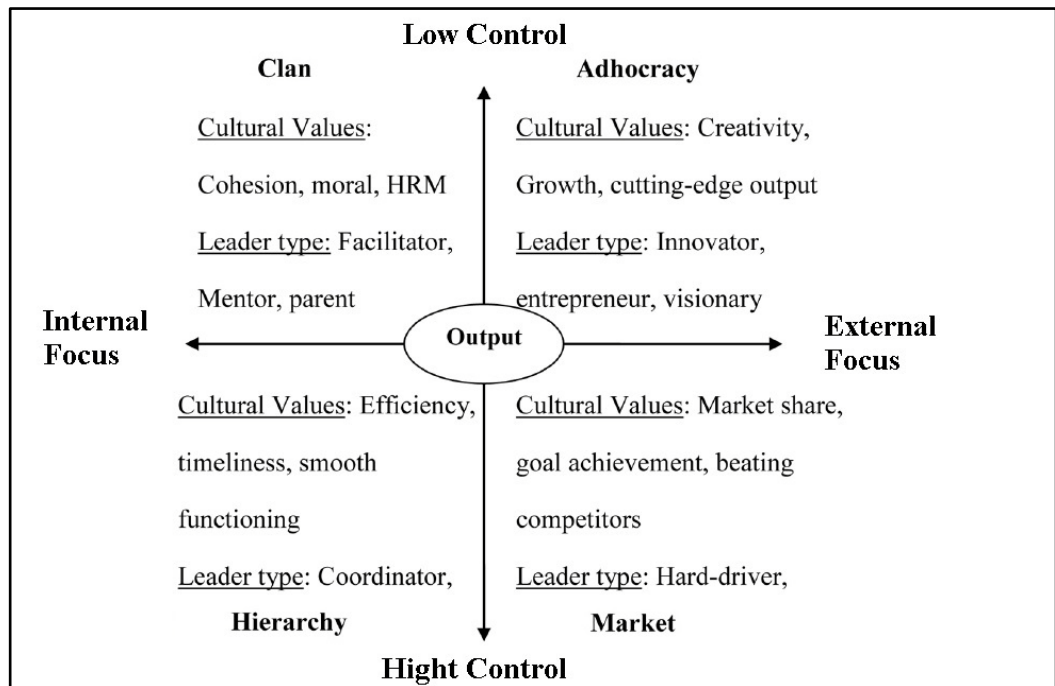 Low Control
Clan
Adhocracy
Cultural Values:
Cohesion, moral, HRM
Leader type: Facilitator,
Mentor, parent
Cultural Values: Creativity,
Growth, cutting-edge output
Leader type: Innovator,
entrepreneur, visionary
Internal
Focus
Output
External
Focus
Cultural Values: Efficiency,
timeliness, smooth
functioning
Leader type: Coordinator,
Hierarchy
Cultural Values: Market share,
goal achievement, beating
competitors
Leader type: Hard-driver,
Market
Hight Control